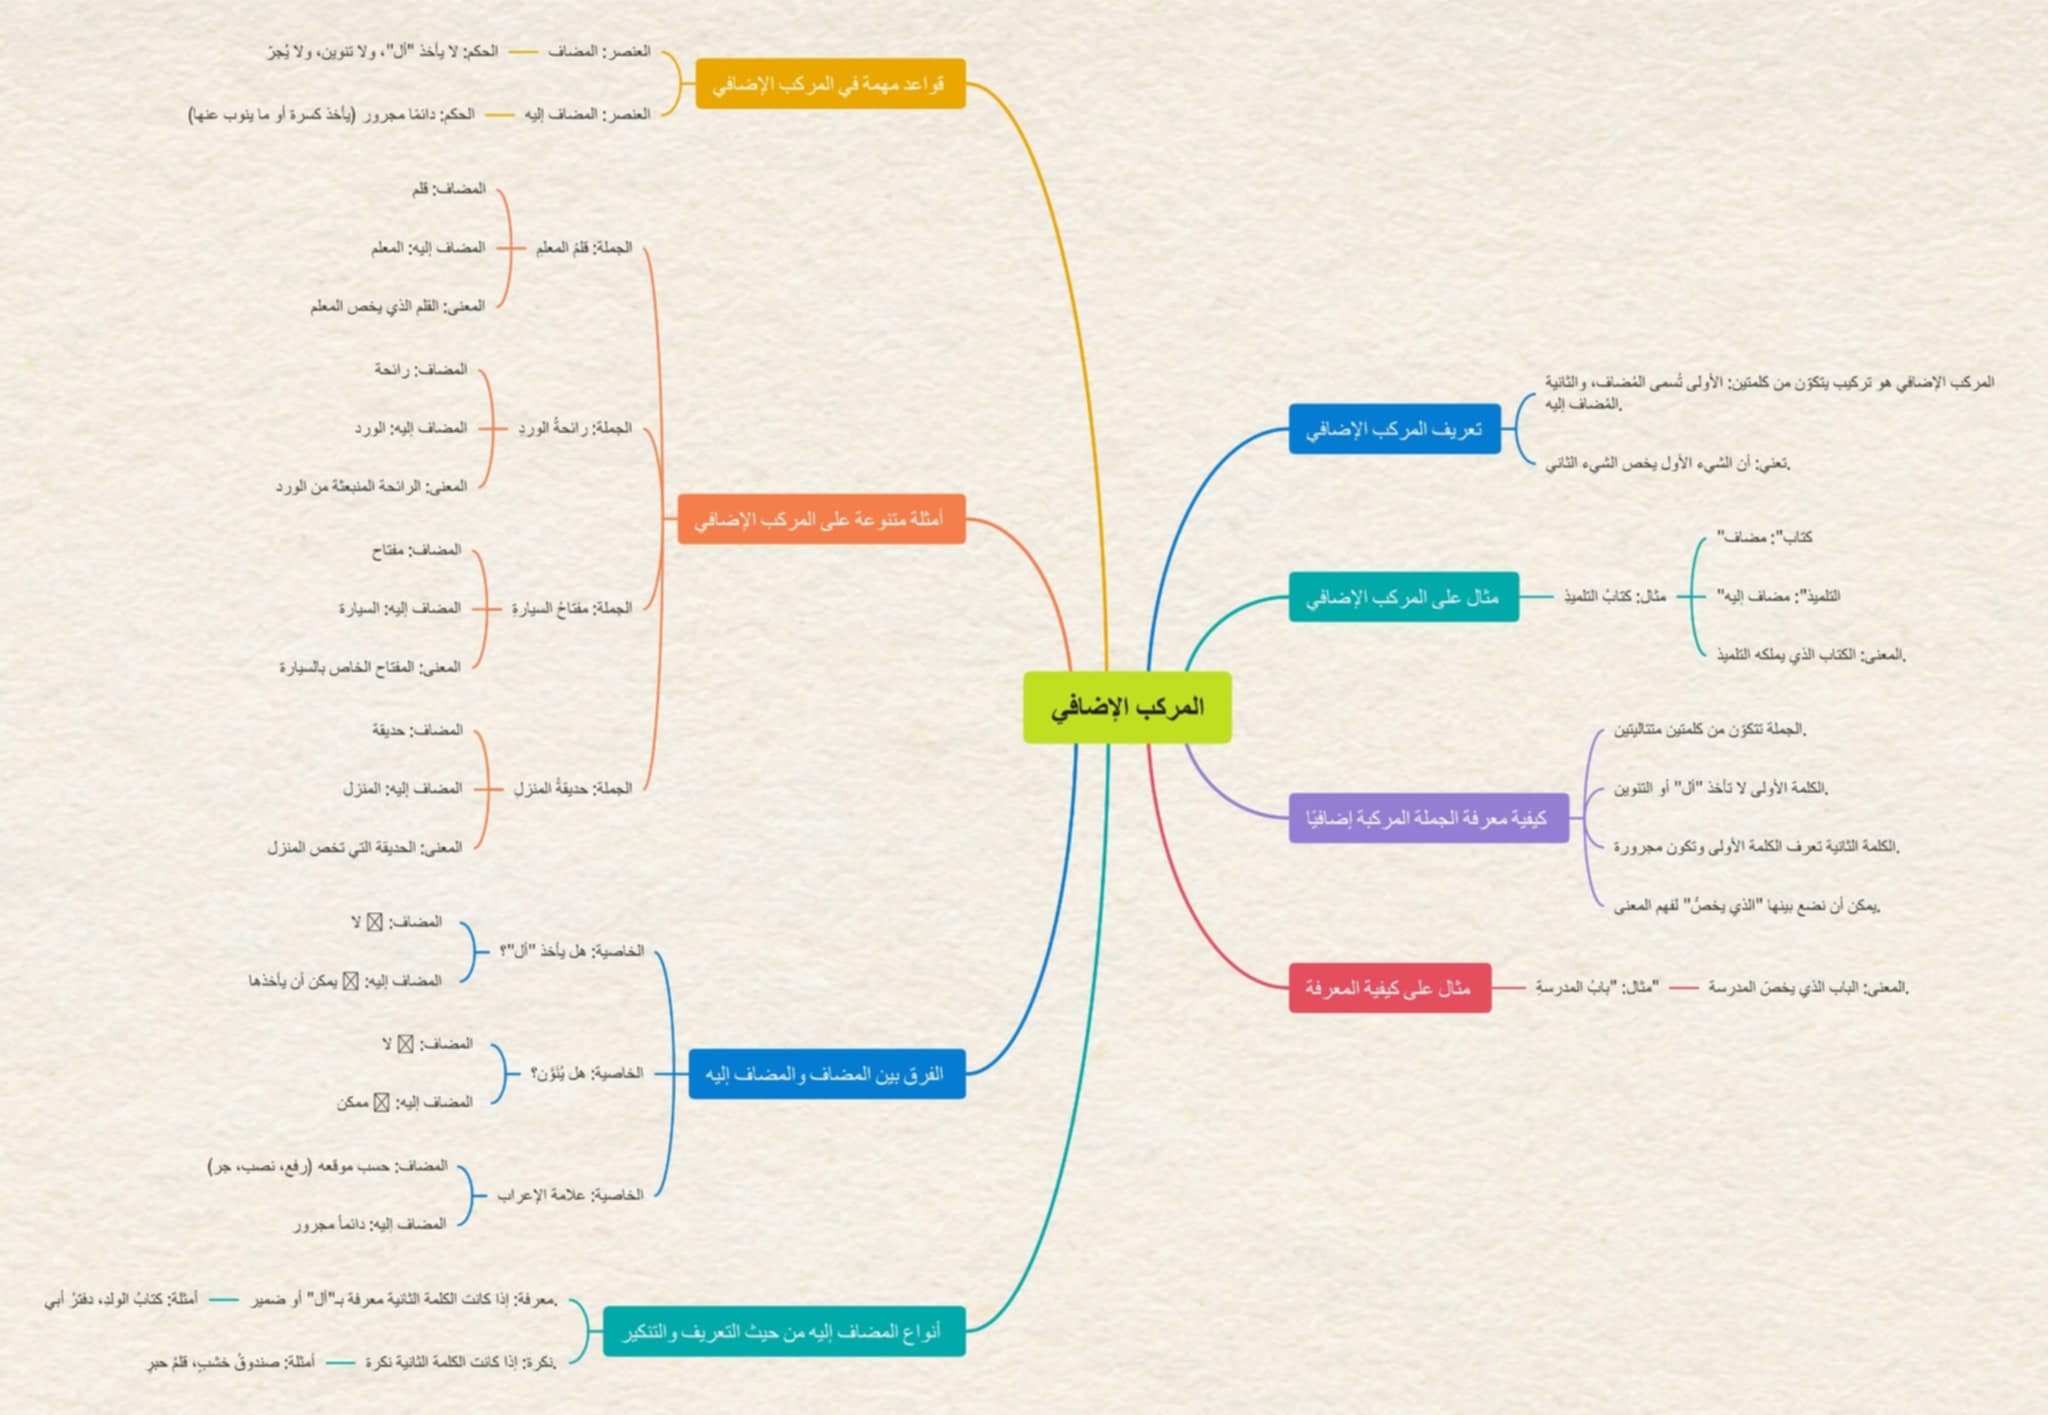 المركب الإضافي
تعريف المركب الإضافي
المركب الإضافي هو تركيب يتكوّن من كلمتين: الأولى تُسمى المُضاف، والثانية
المُضاف إليه.
تعني: أن الشيء الأول يخص الشيء الثاني.
مثال على المركب الإضافي
مثال: كتابُ التلميذِ
كتاب": مضاف"
التلميذ": مضاف إليه"
المعنى: الكتاب الذي يملكه التلميذ.
كيفية معرفة الجملة المركبة إضافيًا
الجملة تتكوّن من كلمتين متتاليتين.
الكلمة الأولى لا تأخذ "أل" أو التنوين.
الكلمة الثانية تعرف الكلمة الأولى وتكون مجرورة.
يمكن أن نضع بينها "الذي يخصُّ" لفهم المعنى.
مثال على كيفية المعرفة
مثال: "بابُ المدرسةِ"
المعنى: الباب الذي يخصّ المدرسة.
قواعد مهمة في المركب الإضافي
العنصر: المضاف
الحكم: لا يأخذ "أل"، ولا تنوين، ولا يُجرّ
العنصر: المضاف إليه
الحكم: دائمًا مجرور (يأخذ كسرة أو ما ينوب عنها)
أمثلة متنوعة على المركب الإضافي
الجملة: قلمُ المعلمِ
المضاف: قلم
المضاف إليه: المعلم
المعنى: القلم الذي يخص المعلم
الجملة: رائحةُ الوردِ
المضاف: رائحة
المضاف إليه: الورد
المعنى: الرائحة المنبعثة من الورد
الجملة: مفتاحُ السيارةِ
المضاف: مفتاح
المضاف إليه: السيارة
المعنى: المفتاح الخاص بالسيارة
الجملة: حديقةُ المنزلِ
المضاف: حديقة
المضاف إليه: المنزل
المعنى: الحديقة التي تخص المنزل
الفرق بين المضاف والمضاف إليه
الخاصية: هل يأخذ "أل"؟
المضاف: لا
المضاف إليه: يمكن أن يأخذها
الخاصية: هل يُنَوَّن؟
المضاف: لا
المضاف إليه: ممكن
الخاصية: علامة الإعراب
المضاف: حسب موقعه (رفع، نصب، جر)
المضاف إليه: دائماً مجرور
أنواع المضاف إليه من حيث التعريف والتنكير
معرفة: إذا كانت الكلمة الثانية معرفة بـ"أل" أو ضمير.
أمثلة: كتابُ الولدِ، دفترُ أبي
نكرة: إذا كانت الكلمة الثانية نكرة.
أمثلة: صندوقُ خشبٍ، قلمُ حبرٍ